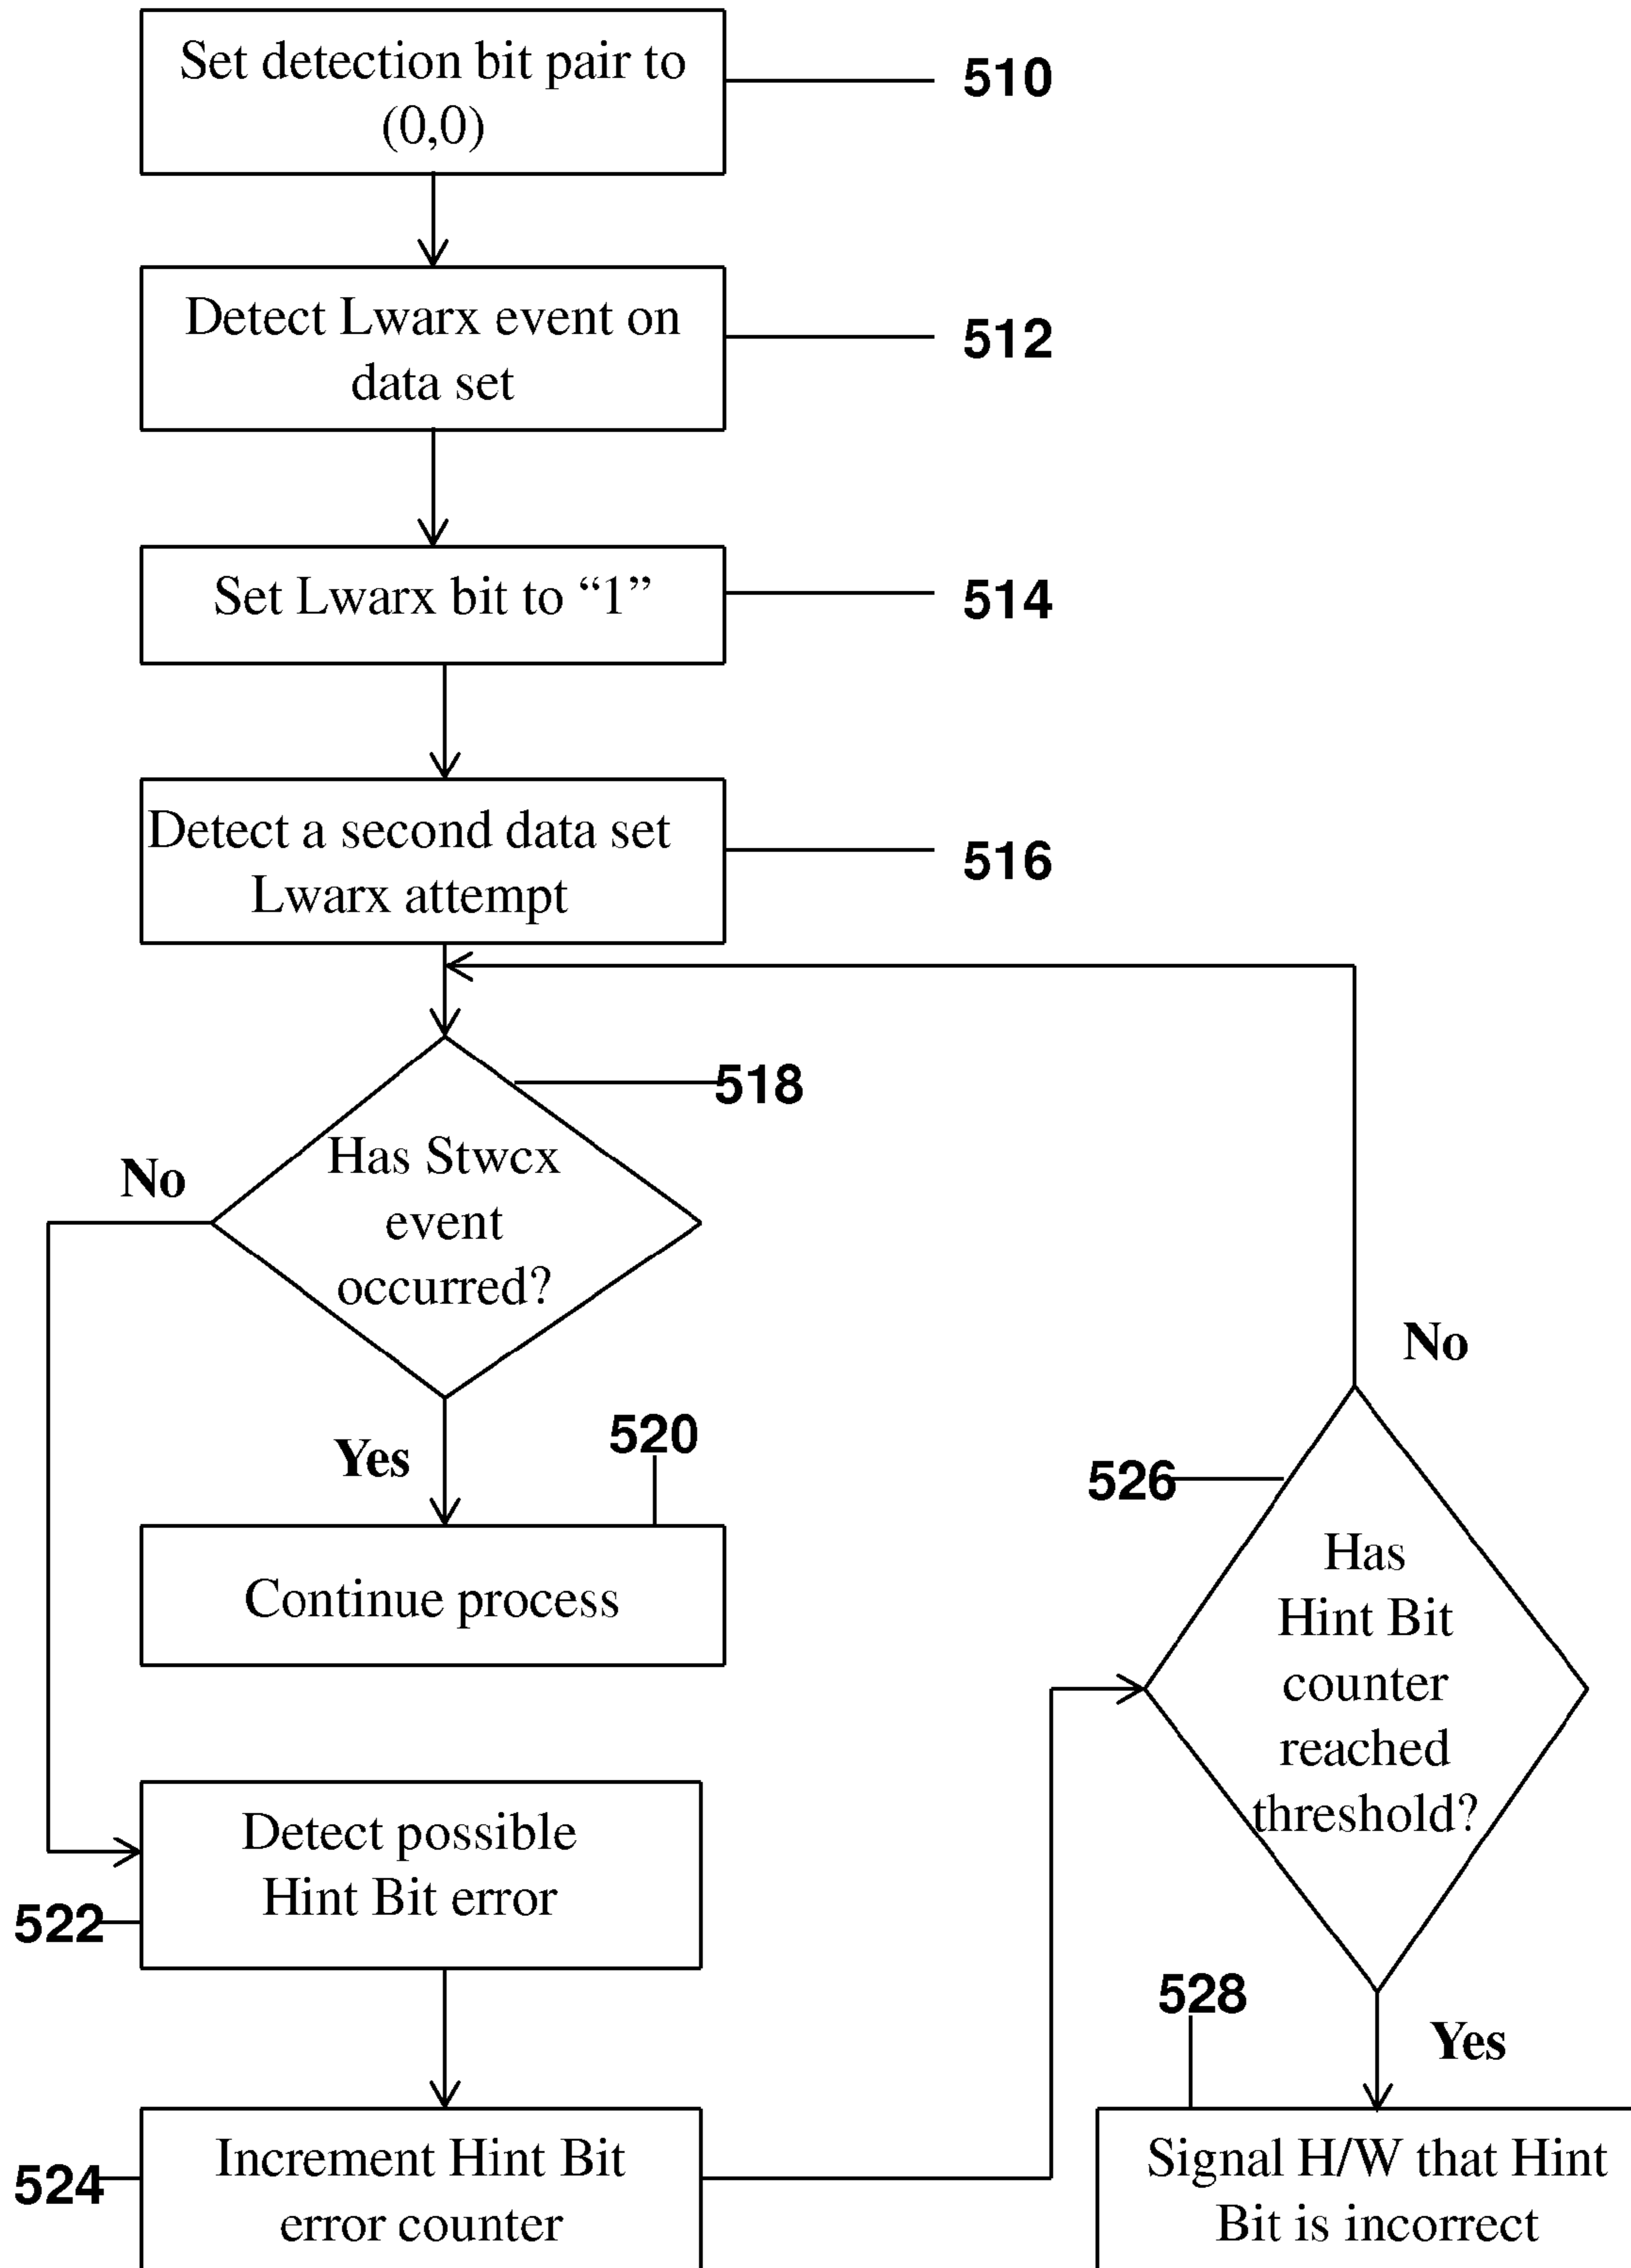 Set detection bit pair to
(0,0)
510
Detect Lwarx event on
data set
512
Set Lwarx bit to “1”
514
Detect a second data set
Lwarx attempt
516
518
Has Stwcx
event
occurred?
No
Yes
520
Continue process
Detect possible
Hint Bit error
522
Increment Hint Bit
error counter
524
No
526
Has
Hint Bit
counter
reached
threshold?
Yes
528
Signal H/W that Hint
Bit is incorrect